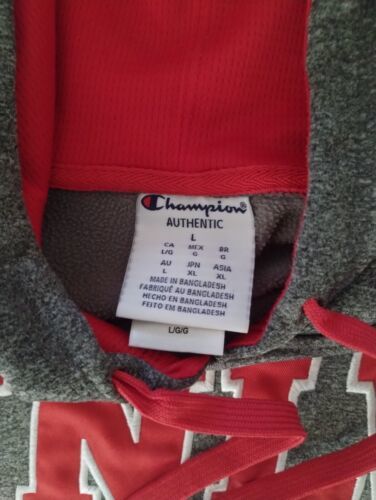 Champion®
AUTHENTIC
L
CA MEX BR
L/G G G
AU JPN ASIA
L XL XL
MADE IN BANGLADESH
FABRIQUÉ AU BANGLADESH
HECHO EN BANGLADESH
FEITO EM BANGLADESH
L/G/G